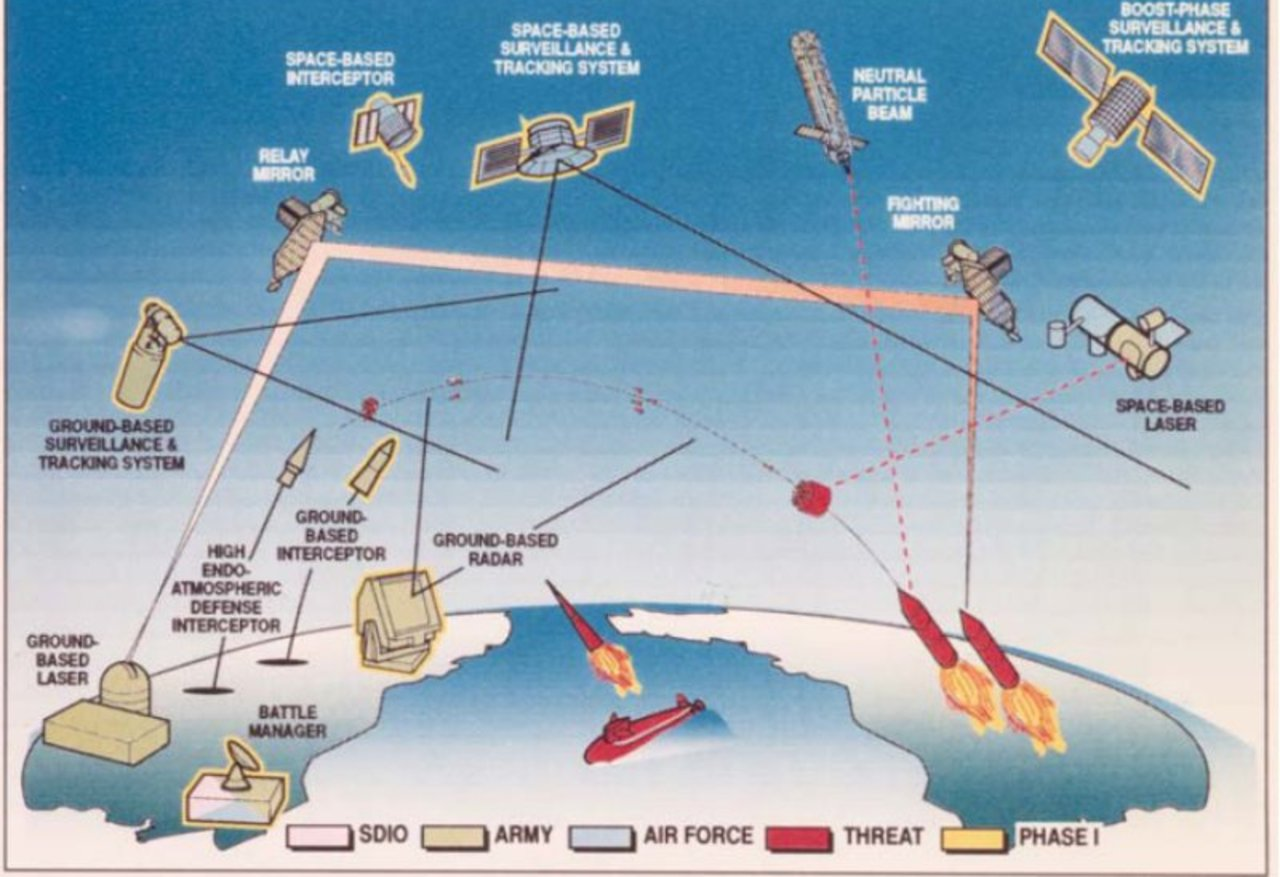 BOOST-PHASE
SURVEILLANCE &
TRACKING SYSTEM
SPACE-BASED
SURVEILLANCE &
TRACKING SYSTEM
SPACE-BASED
INTERCEPTOR
NEUTRAL
PARTICLE
BEAM
RELAY
MIRROR
FIGHTING
MIRROR
SPACE-BASED
LASER
GROUND-BASED
SURVEILLANCE &
TRACKING SYSTEM
GROUND-
BASED
INTERCEPTOR
GROUND-BASED
RADAR
HIGH
ENDO-
ATMOSPHERIC
DEFENSE
INTERCEPTOR
GROUND-
BASED
LASER
BATTLE
MANAGER
SDIO
ARMY
AIR FORCE
THREAT
PHASE I